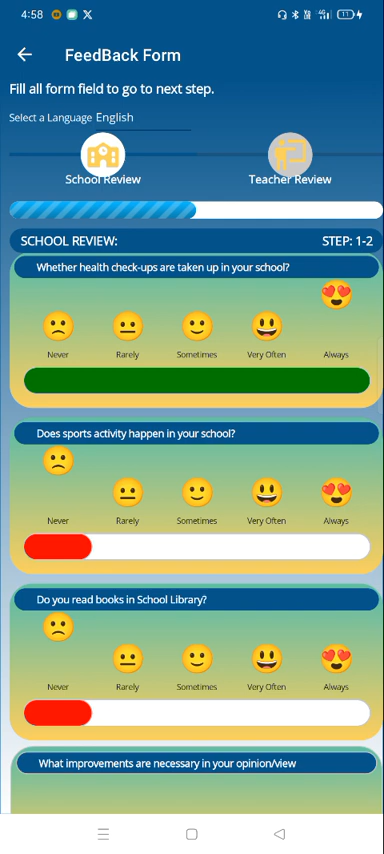 4:58
11
FeedBack Form
Fill all form field to go to next step.
Select a Language English
School Review Teacher Review
SCHOOL REVIEW: STEP: 1-2
Whether health check-ups are taken up in your school?
Never Rarely Sometimes Very Often Always
Does sports activity happen in your school?
Never Rarely Sometimes Very Often Always
Do you read books in School Library?
Never Rarely Sometimes Very Often Always
What improvements are necessary in your opinion/view